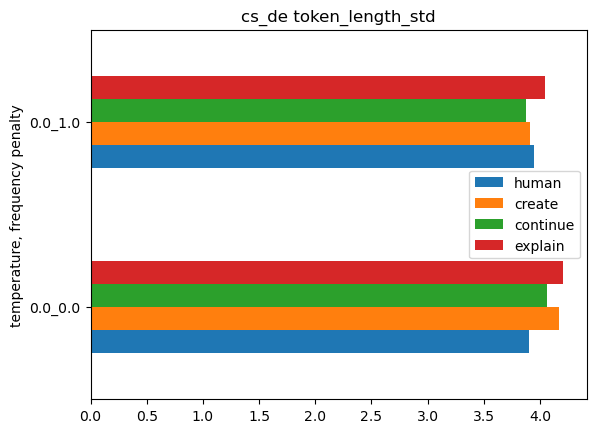 cs_de token_length_std
temperature, frequency penalty
0.0_1.0
0.0_0.0
human
create
continue
explain
0.0 0.5 1.0 1.5 2.0 2.5 3.0 3.5 4.0